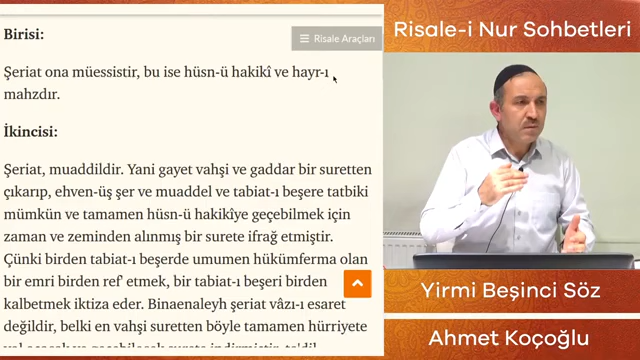 Birisi:
Risale Araçları
Şeriat ona müessistir, bu ise hüsn-ü hakikî ve hayr-ı
mahzdır.
İkincisi:
Şeriat, muaddildir. Yani gayet vahşi ve gaddar bir suretten
çıkarıp, ehven-üş şer ve muaddel ve tabiat-ı beşere tatbiki
mümkün ve tamamen hüsn-ü hakikîye geçebilmek için
zaman ve zeminden alınmış bir surete ifrağ etmiştir.
Çünki birden tabiat-ı beşerde umumen hükümferma olan
bir emri birden ref' etmek, bir tabiat-ı beşeri birden
kalbetmek iktiza eder. Binaenaleyh şeriat vâzı-ı esaret
değildir, belki en vahşi suretten böyle tamamen hürriyete
Risale-i Nur Sohbetleri
Yirmi Beşinci Söz
Ahmet Koçoğlu